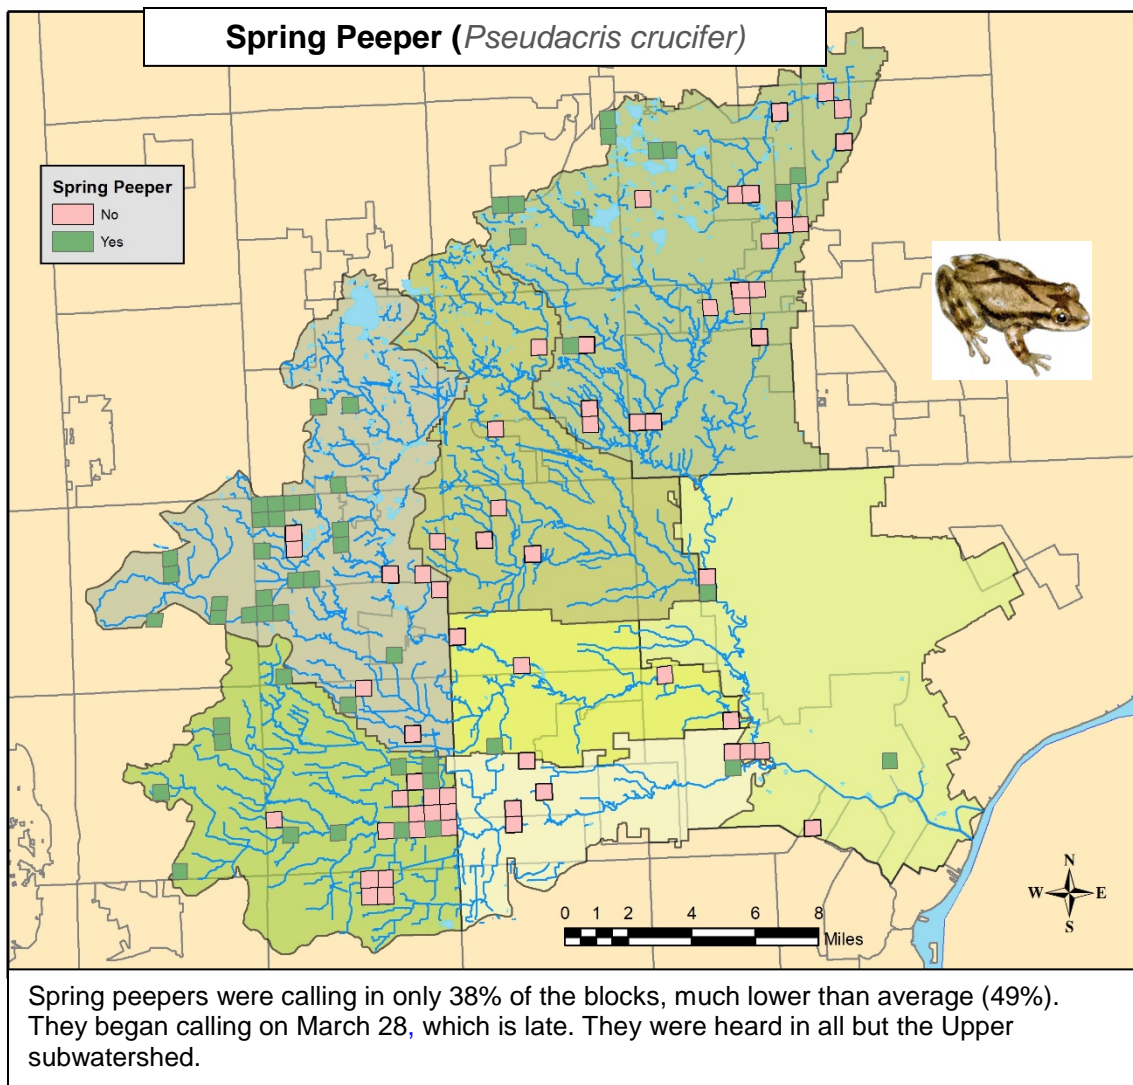 Spring Peeper (Pseudacris crucifer)
Spring Peeper
No
Yes
N
W E
S
0 1 2 4 6 8
Miles
Spring peepers were calling in only 38% of the blocks, much lower than average (49%).
They began calling on March 28, which is late. They were heard in all but the Upper
subwatershed.